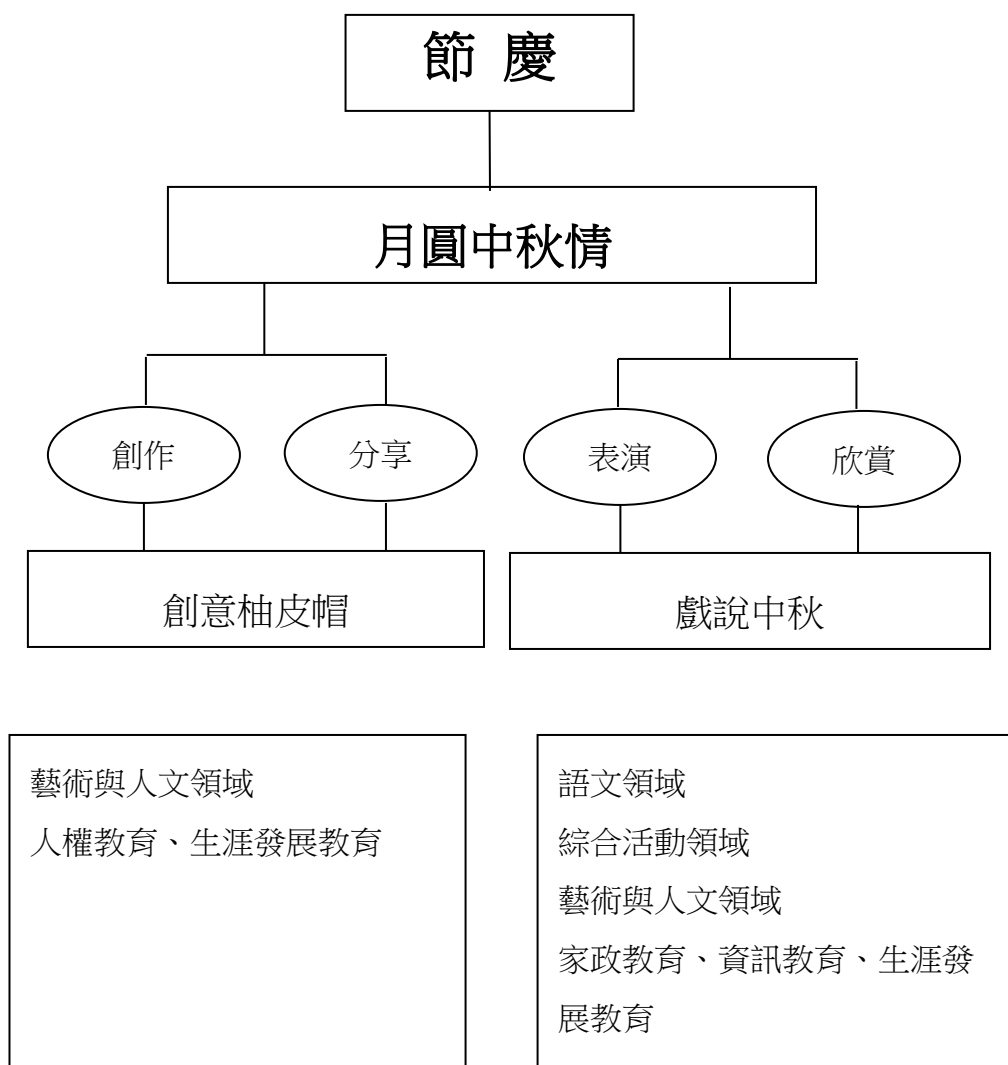 節 慶
月圓中秋情
創作
分享
表演
欣賞
創意柚皮帽
戲說中秋
藝術與人文領域
人權教育、生涯發展教育
語文領域
綜合活動領域
藝術與人文領域
家政教育、資訊教育、生涯發
展教育